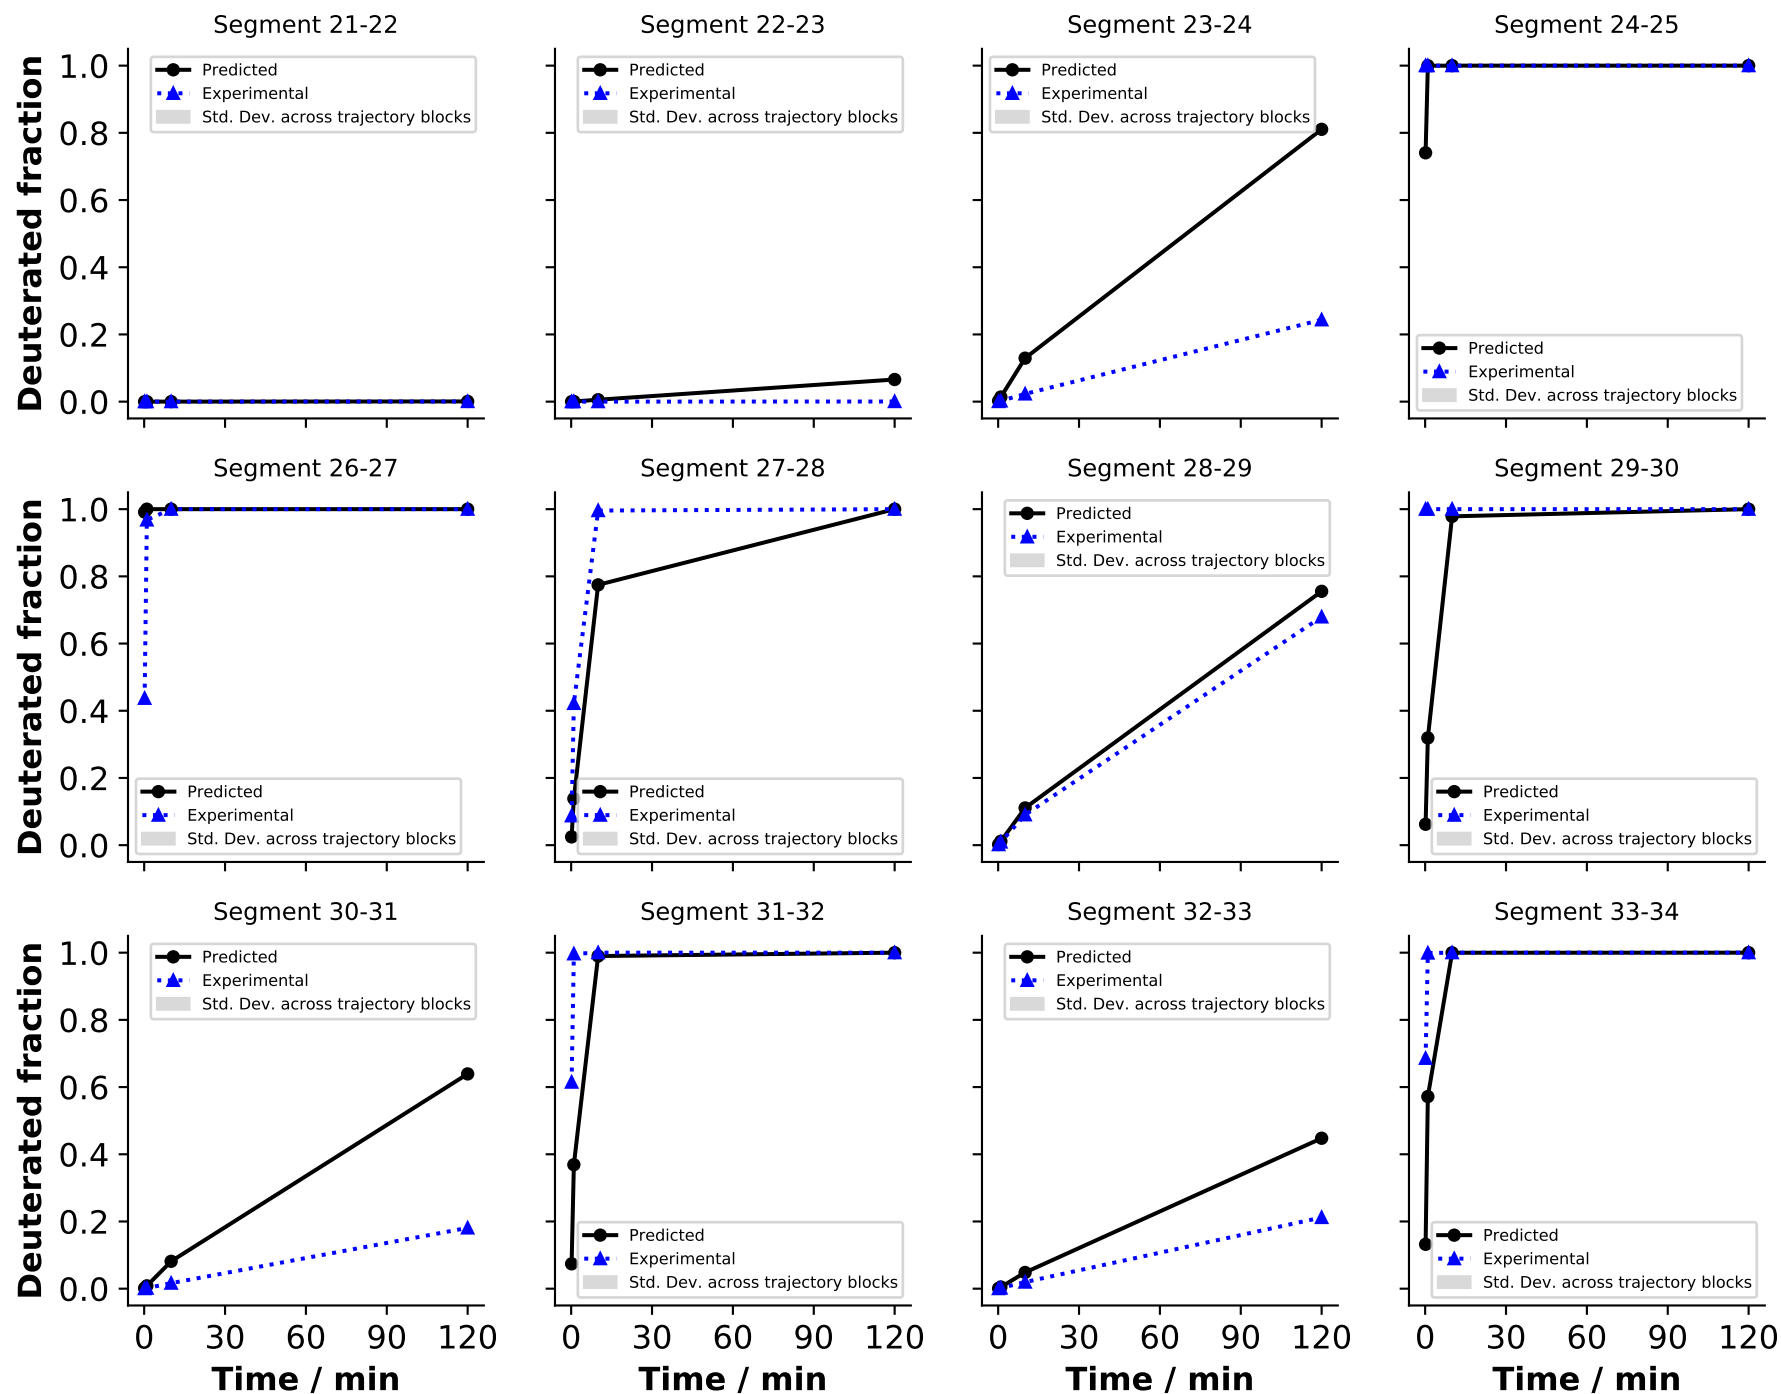 Segment 21-22
Segment 22-23
Segment 23-24
Segment 24-25
Deuterated fraction
1.0
0.8
0.6
0.4
0.2
0.0
Predicted
Experimental
Std. Dev. across trajectory blocks
Predicted
Experimental
Std. Dev. across trajectory blocks
Predicted
Experimental
Std. Dev. across trajectory blocks
Predicted
Experimental
Std. Dev. across trajectory blocks
Segment 26-27
Segment 27-28
Segment 28-29
Segment 29-30
Deuterated fraction
1.0
0.8
0.6
0.4
0.2
0.0
Predicted
Experimental
Std. Dev. across trajectory blocks
Predicted
Experimental
Std. Dev. across trajectory blocks
Predicted
Experimental
Std. Dev. across trajectory blocks
Predicted
Experimental
Std. Dev. across trajectory blocks
Segment 30-31
Segment 31-32
Segment 32-33
Segment 33-34
Deuterated fraction
1.0
0.8
0.6
0.4
0.2
0.0
Predicted
Experimental
Std. Dev. across trajectory blocks
Predicted
Experimental
Std. Dev. across trajectory blocks
Predicted
Experimental
Std. Dev. across trajectory blocks
Predicted
Experimental
Std. Dev. across trajectory blocks
0 30 60 90 120
0 30 60 90 120
0 30 60 90 120
0 30 60 90 120
Time / min
Time / min
Time / min
Time / min